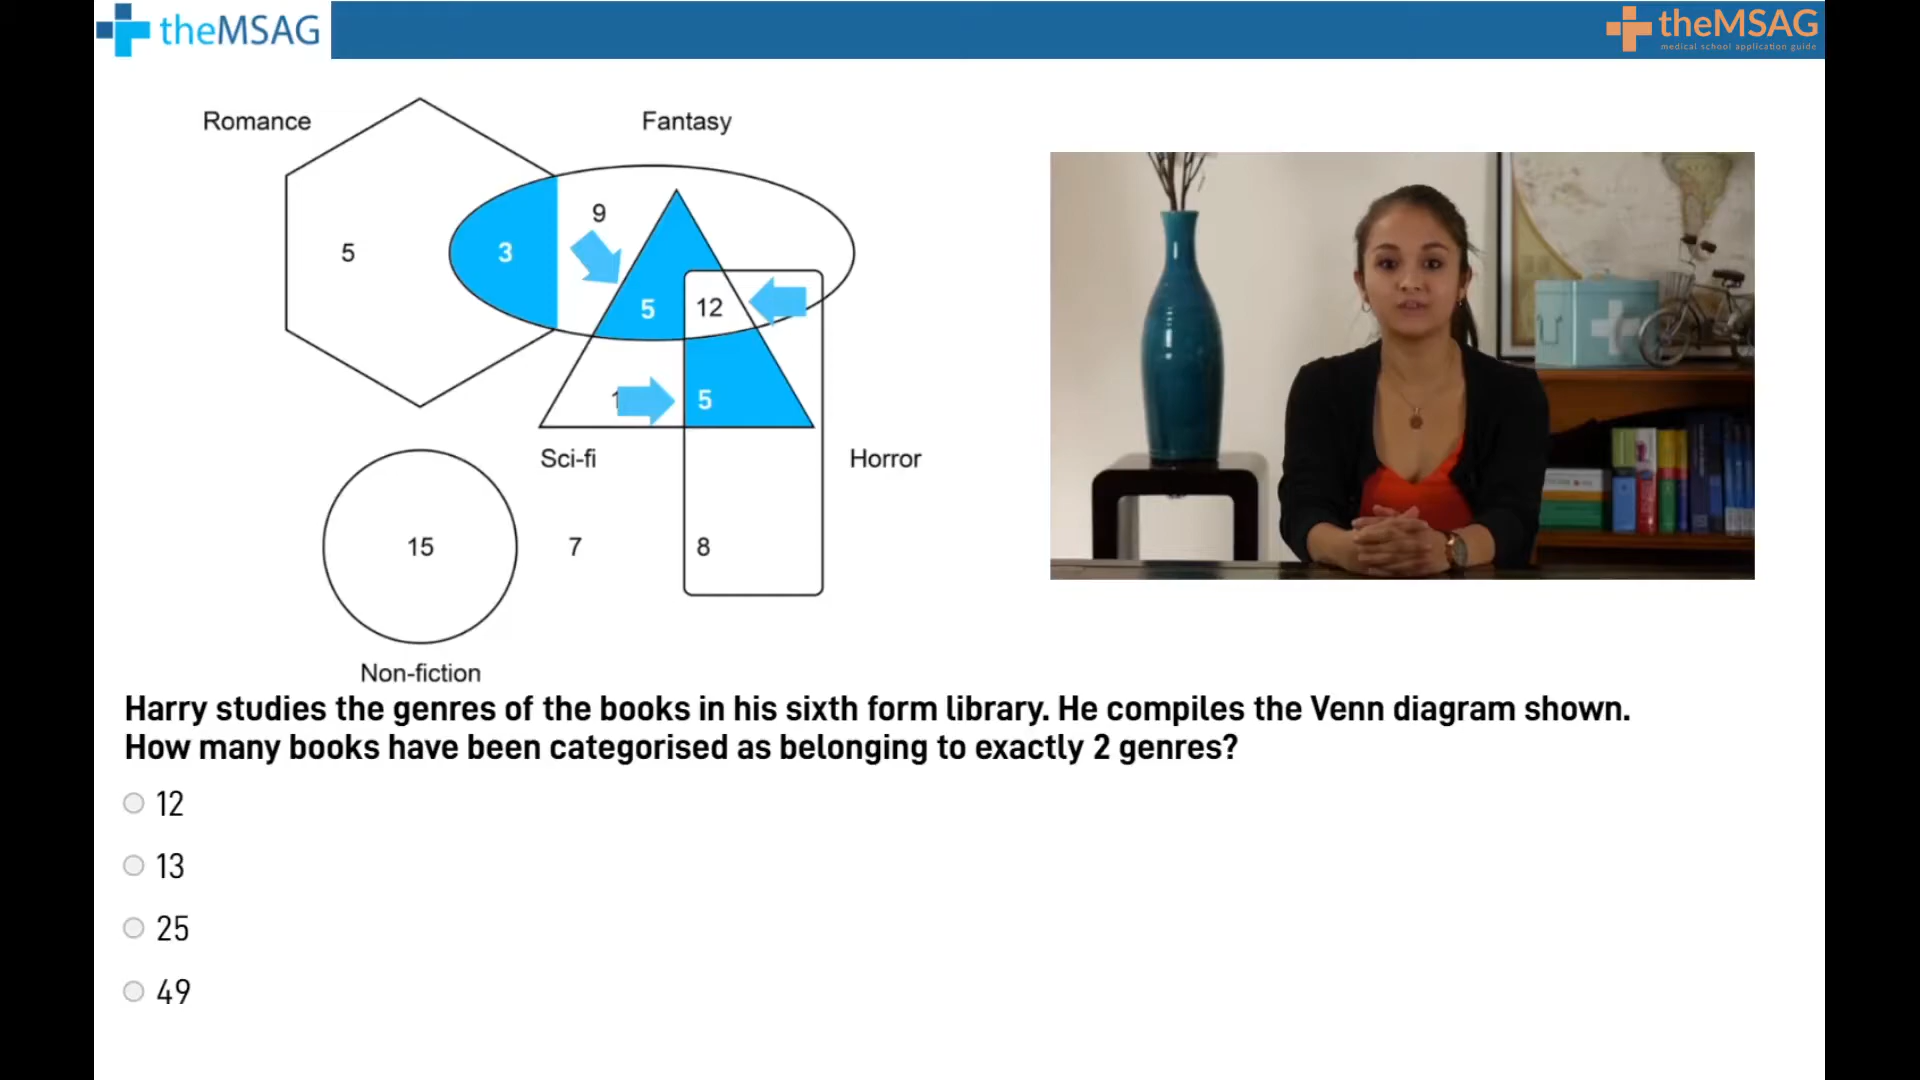 theMSAG
theMSAG
medical school application guide
Romance
Fantasy
9
5
3
5
12
5
Sci-fi
Horror
15
7
8
Non-fiction
Harry studies the genres of the books in his sixth form library. He compiles the Venn diagram shown.
How many books have been categorised as belonging to exactly 2 genres?
12
13
25
49